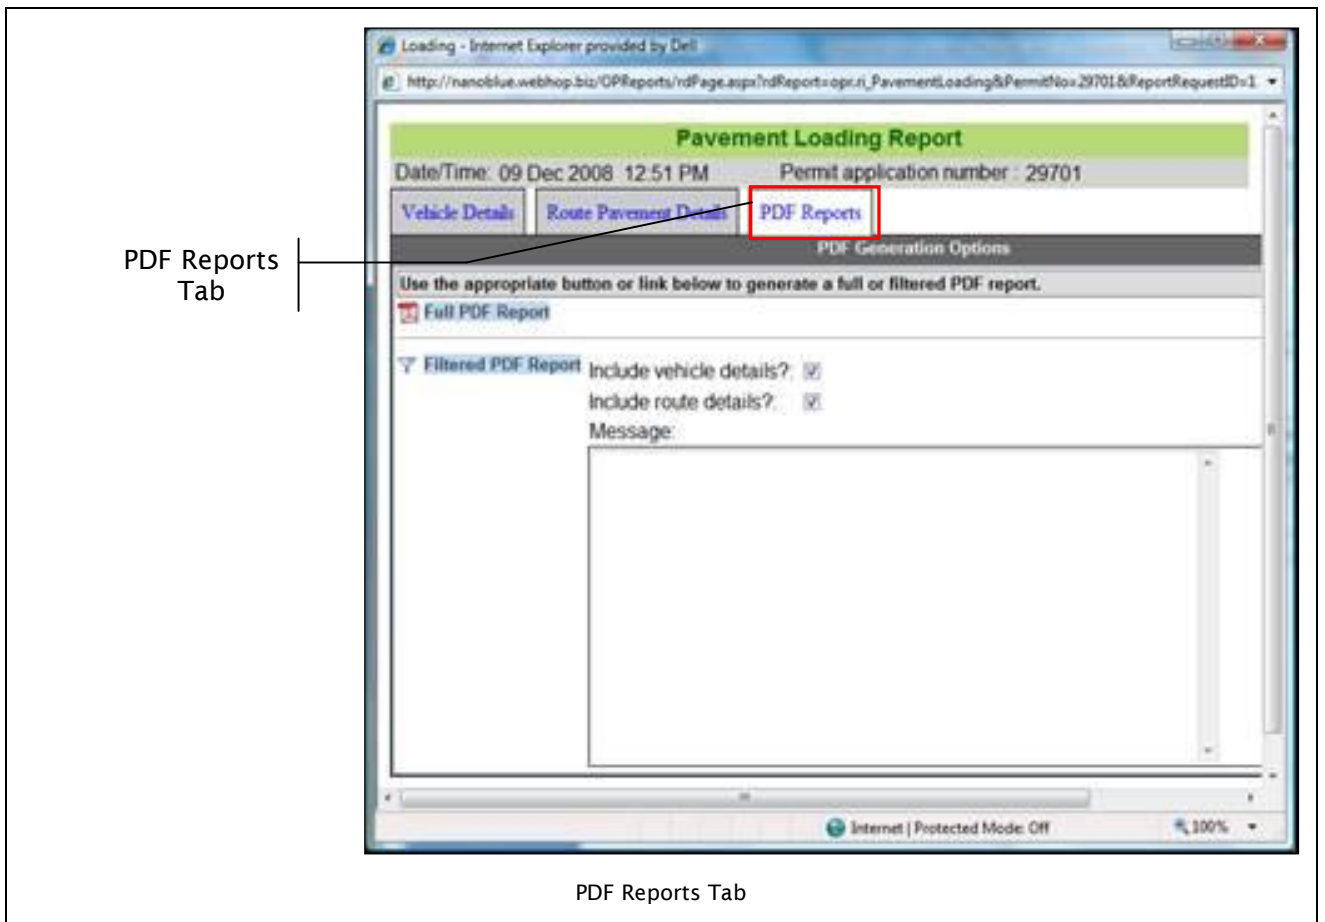 Loading - Internet Explorer provided by Dell
http://nanoblue.webhop.biz/OPReports/rdPage.aspx?rdReport=opr.ri_PavementLoading&PermitNo=29701&ReportRequestID=1
Pavement Loading Report
Date/Time: 09 Dec 2008 12:51 PM Permit application number : 29701
Vehicle Details Route Pavement Details PDF Reports
PDF Generation Options
PDF Reports
Tab
Use the appropriate button or link below to generate a full or filtered PDF report.
Full PDF Report
Filtered PDF Report Include vehicle details?:
Include route details?:
Message:
Internet | Protected Mode: Off 100%
PDF Reports Tab